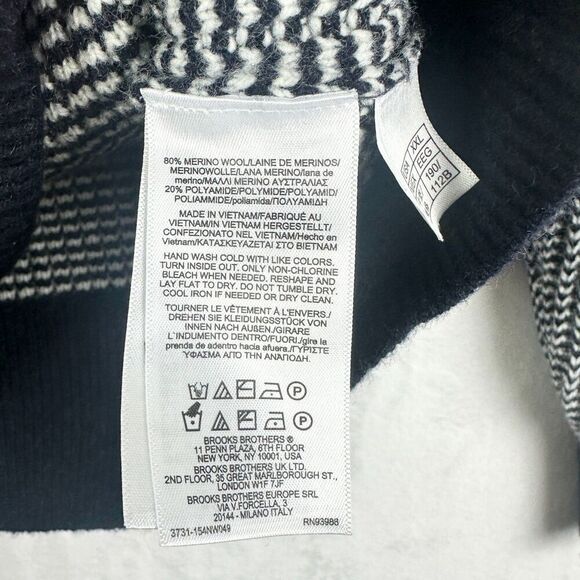 80% MERINO WOOL/LAINE DE MERINOS/
MERINOWOLLE/LANA MERINO/lana de
merino/ΜΑΛΛΙ MERINO ΑΥΣΤΡΑΛΙΑΣ
20% POLYAMIDE/POLYMIDE/POLYAMID/
POLIAMMIDE/poliamida/ΠΟΛΥΑΜΙΔΗ
MADE IN VIETNAM/FABRIQUÉ AU
VIETNAM/IN VIETNAM HERGESTELLT/
CONFEZIONATO IN VIETNAM/Hecho en
Vietnam/ΚΑΤΑΣΚΕΥΑΖΕΤΑΙ ΣΤΟ ΒΙΕΤΝΑΜ
HAND WASH COLD WITH LIKE COLORS.
TURN INSIDE OUT. ONLY NON-CHLORINE
BLEACH WHEN NEEDED. RESHAPE AND
LAY FLAT TO DRY. DO NOT TUMBLE DRY.
COOL IRON IF NEEDED OR DRY CLEAN.
TOURNER LE VÊTEMENT À L'ENVERS./
DREHEN SIE KLEIDUNGSSTÜCK VON
INNEN NACH AUßEN./GIRARE
L'INDUMENTO DENTRO/FUORI./gire la
prenda de adentro hacia afuera./ΓΥΡΙΣΤΕ
ΥΦΑΣΜΑ ΑΠΟ ΤΗΝ ΑΝΑΠΟΔΗ.
P
P
BROOKS BROTHERS ®
11 PENN PLAZA, 6TH FLOOR
NEW YORK, NY 10001, USA
BROOKS BROTHERS UK LTD.
2ND FLOOR, 35 GREAT MARLBOROUGH ST.,
LONDON W1F 7JF
BROOKS BROTHERS EUROPE SRL
VIA V.FORCELLA, 3
20144 - MILANO ITALY
3731-154NW049 RN93988
XXL
EEG
190/
112B